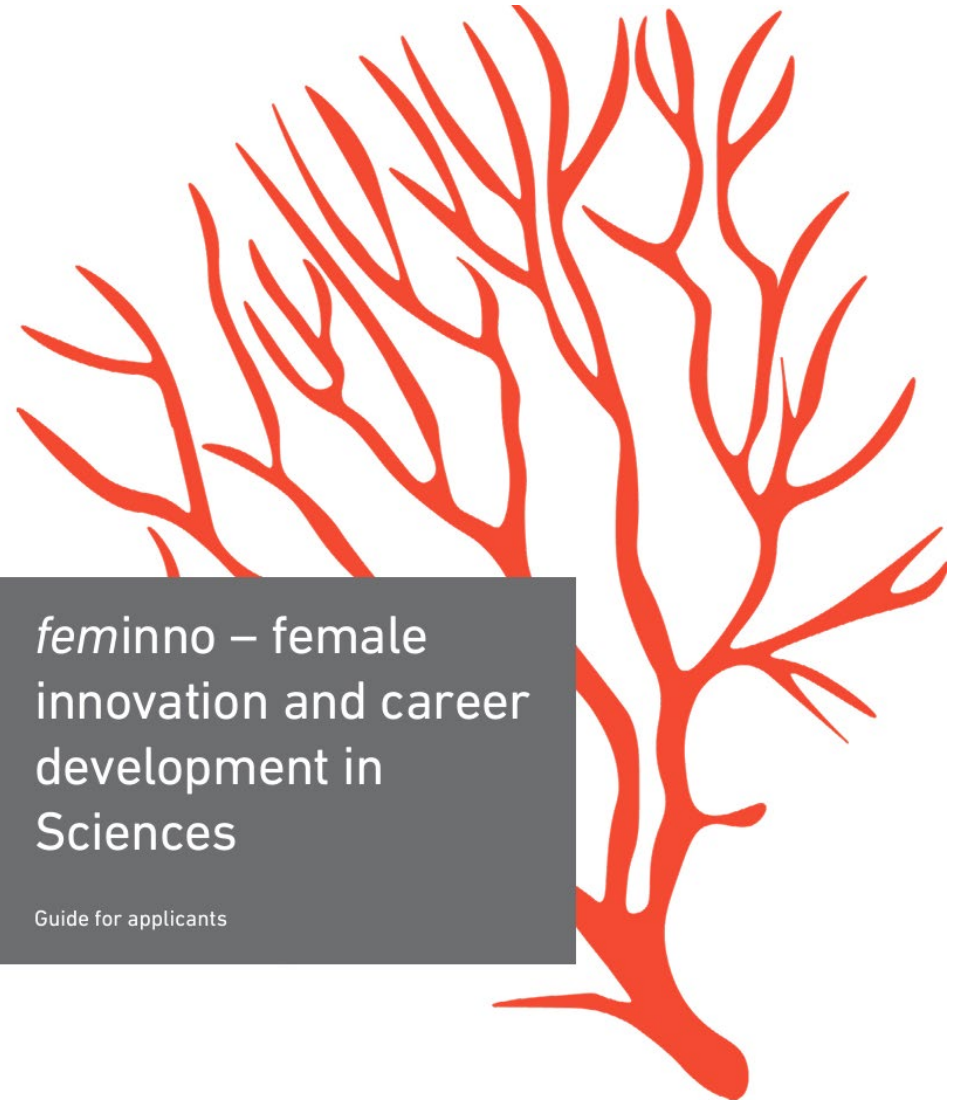 feminno – female
innovation and career
development in
Sciences
Guide for applicants